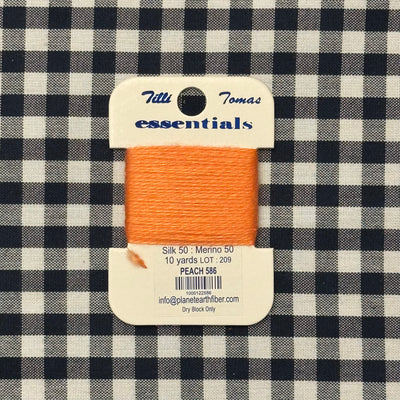 Tilli Tomas
essentials
Silk 50 : Merino 50
10 yards LOT : 209
PEACH 586
1000122586
info@planetearthfiber.com
Dry Block Only